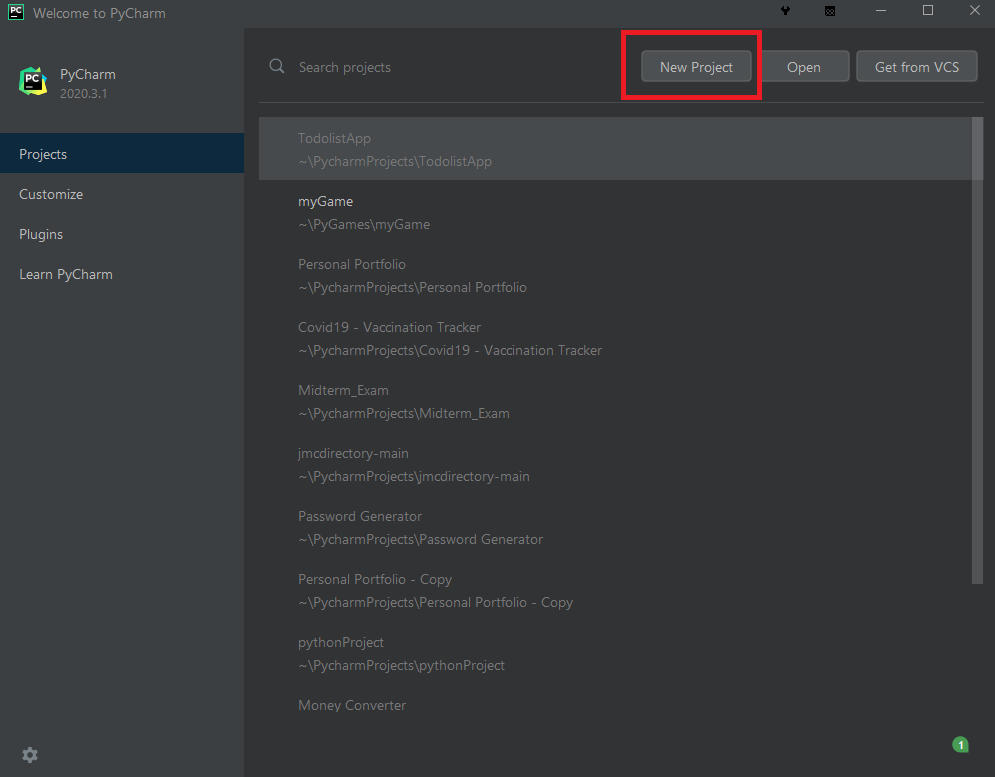 PC Welcome to PyCharm
PC PyCharm
2020.3.1
Projects
Customize
Plugins
Learn PyCharm
Search projects
New Project
Open
Get from VCS
TodolistApp
~\PycharmProjects\TodolistApp
myGame
~\PyGames\myGame
Personal Portfolio
~\PycharmProjects\Personal Portfolio
Covid19 - Vaccination Tracker
~\PycharmProjects\Covid19 - Vaccination Tracker
Midterm_Exam
~\PycharmProjects\Midterm_Exam
jmcdirectory-main
~\PycharmProjects\jmcdirectory-main
Password Generator
~\PycharmProjects\Password Generator
Personal Portfolio - Copy
~\PycharmProjects\Personal Portfolio - Copy
pythonProject
~\PycharmProjects\pythonProject
Money Converter
1